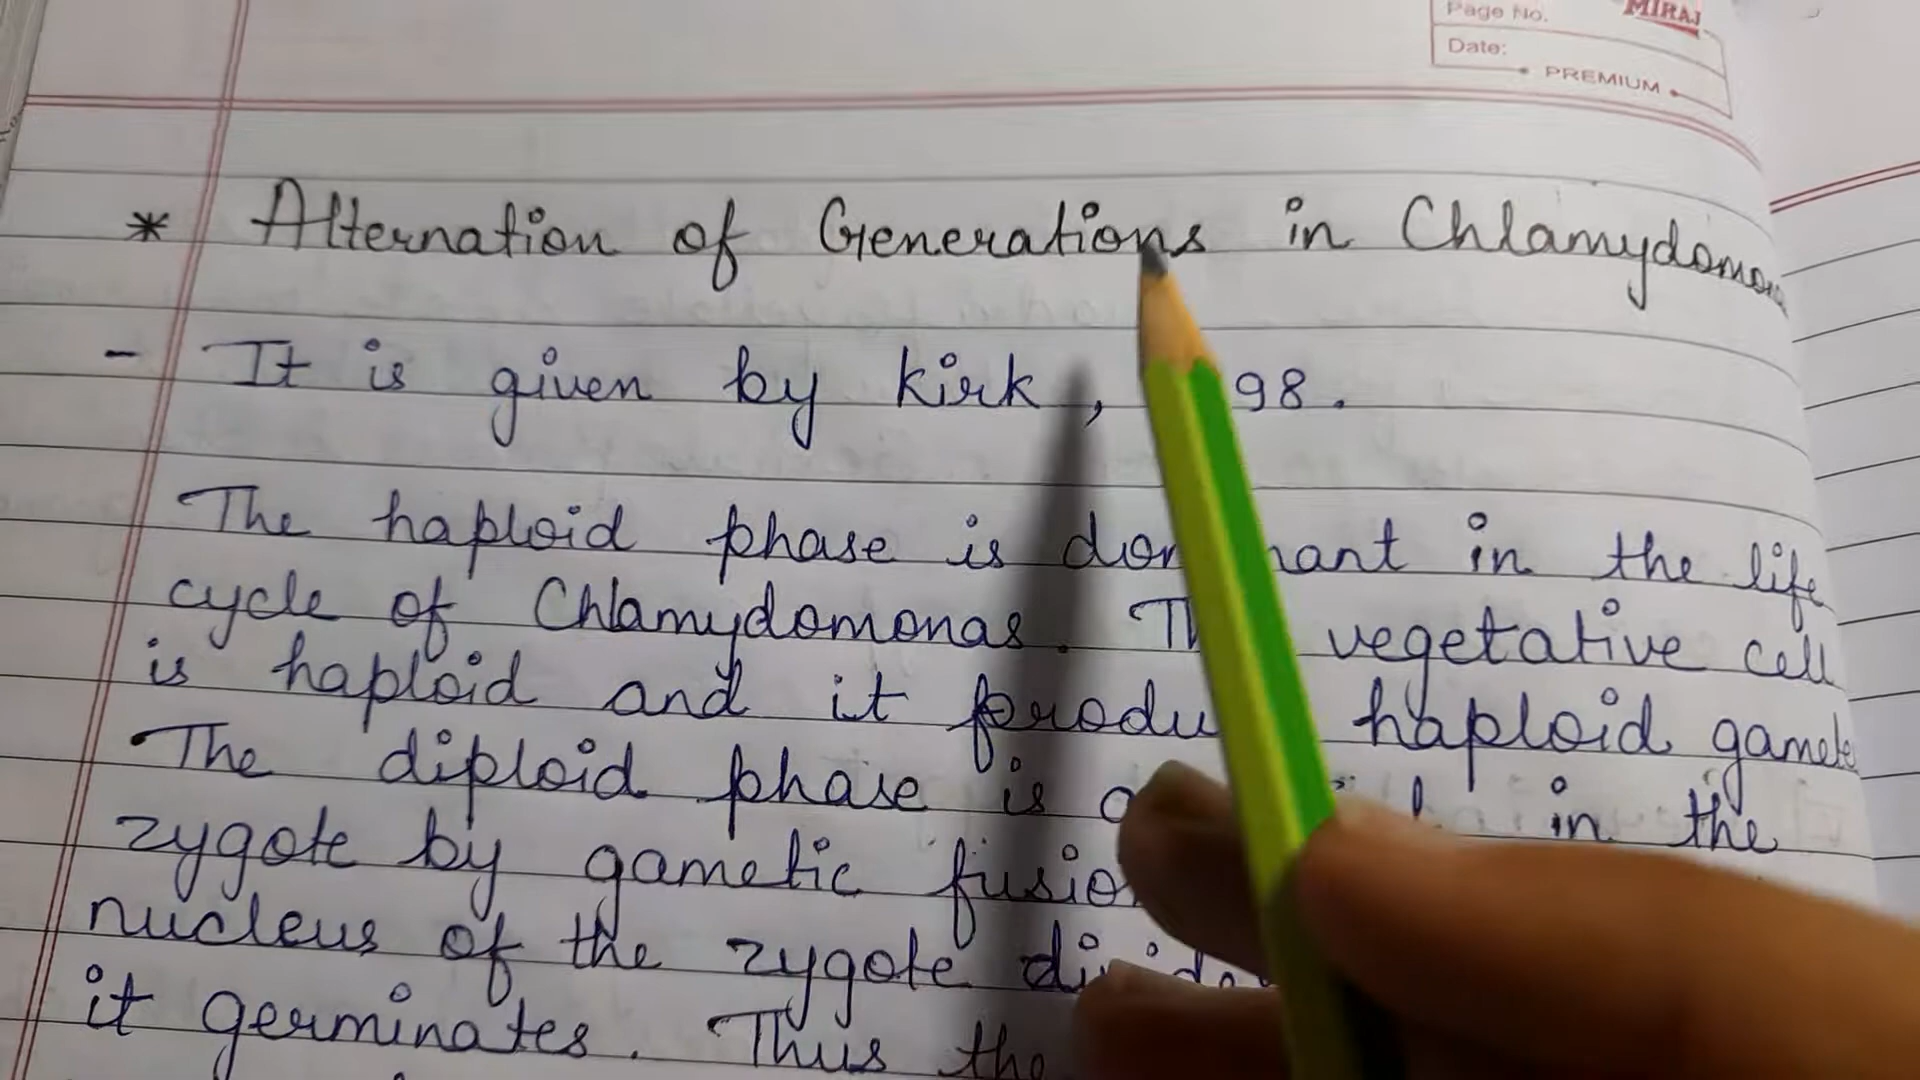 Page No.
MIRAJ
Date:
PREMIUM
* Alternation of Generations in Chlamydomon
- It is given by Kirk, 98.
The haploid phase is dominant in the life
cycle of Chlamydomonas. The vegetative cell
is haploid and it produ haploid gamete
The diploid phase is in the
zygote by gametic fusion
nucleus of the zygote divides
it germinates. Thus the